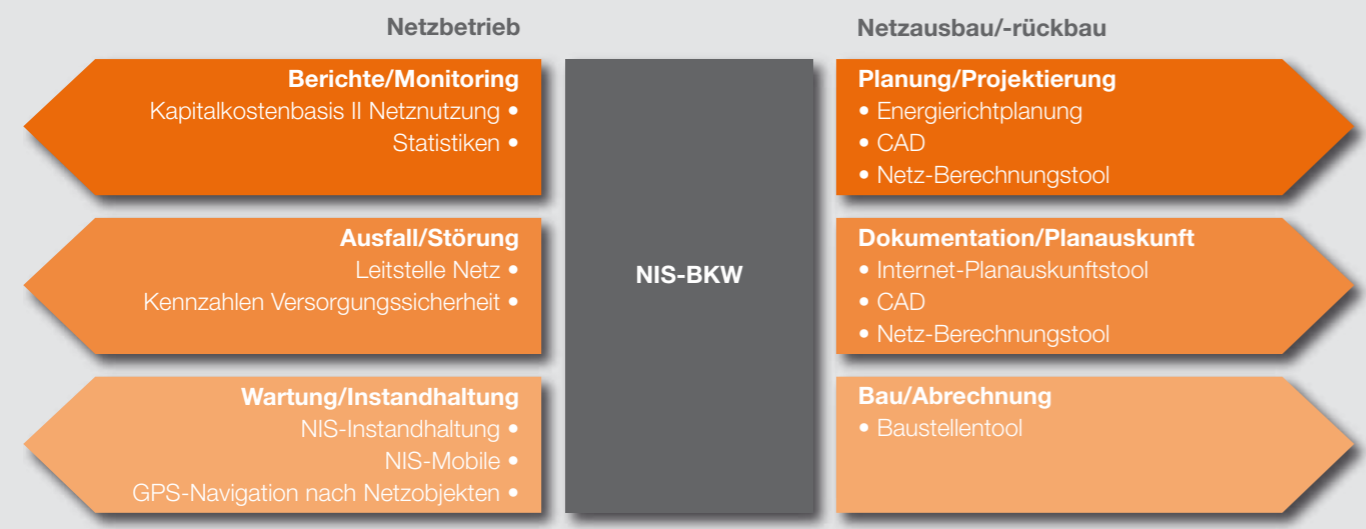 Netzbetrieb
Berichte/Monitoring
Kapitalkostenbasis II Netznutzung •
Statistiken •
Ausfall/Störung
Leitstelle Netz •
Kennzahlen Versorgungssicherheit •
Wartung/Instandhaltung
NIS-Instandhaltung •
NIS-Mobile •
GPS-Navigation nach Netzobjekten •
NIS-BKW
Netzausbau/-rückbau
Planung/Projektierung
• Energierichtplanung
• CAD
• Netz-Berechnungstool
Dokumentation/Planauskunft
• Internet-Planauskunftstool
• CAD
• Netz-Berechnungstool
Bau/Abrechnung
• Baustellentool